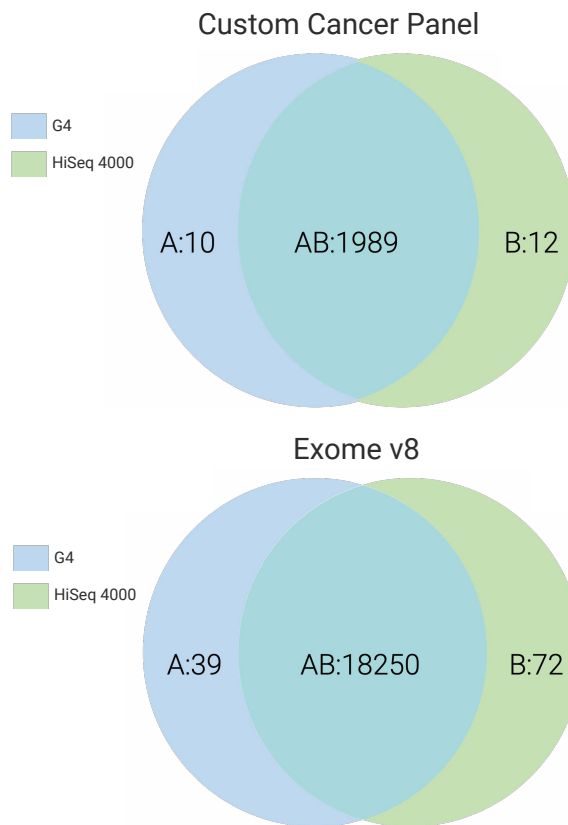 Custom Cancer Panel
G4
HiSeq 4000
A:10 AB:1989 B:12
Exome v8
G4
HiSeq 4000
A:39 AB:18250 B:72